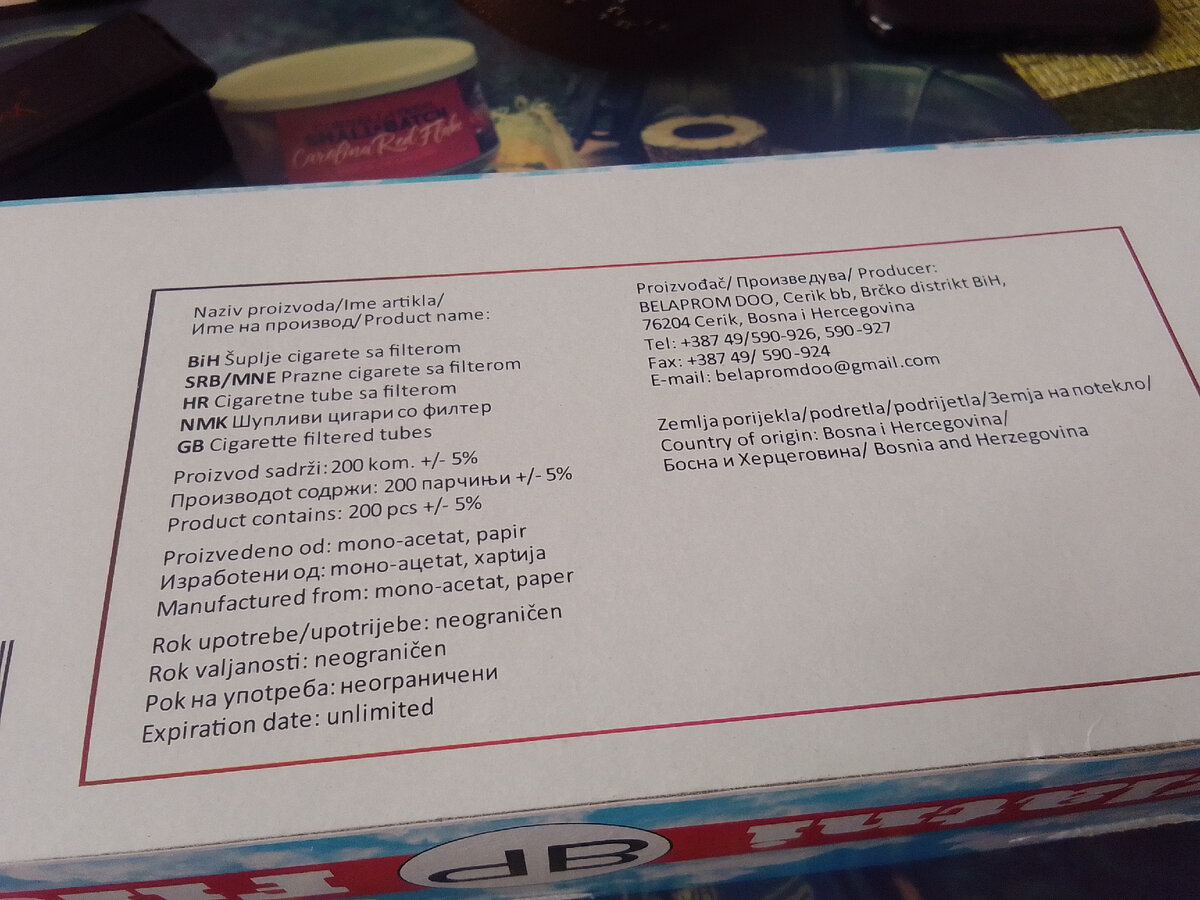 SMALL BATCH
Carolina Red Flake
Naziv proizvoda/Ime artikla/
Име на производ/Product name:
BiH Šuplje cigarete sa filterom
SRB/MNE Prazne cigarete sa filterom
HR Cigaretne tube sa filterom
NMK Шупливи цигари со филтер
GB Cigarette filtered tubes
Proizvod sadrži: 200 kom. +/- 5%
Производot содржи: 200 парчињи +/- 5%
Product contains: 200 pcs +/- 5%
Proizvedeno od: mono-acetat, papir
Изработени од: моно-ацетат, хартија
Manufactured from: mono-acetat, paper
Rok upotrebe/upotrijebe: neograničen
Rok valjanosti: neograničen
Рок на употреба: неограничени
Expiration date: unlimited
Proizvođač/ Произведува/ Producer:
BELAPROM DOO, Cerik bb, Brčko distrikt BiH,
76204 Cerik, Bosna i Hercegovina
Tel: +387 49/590-926, 590-927
Fax: +387 49/ 590-924
E-mail: belapromdoo@gmail.com
Zemlja porijekla/podretla/podrijetla/Земја на потекло/
Country of origin: Bosna i Hercegovina/
Босна и Херцеговина/ Bosnia and Herzegovina